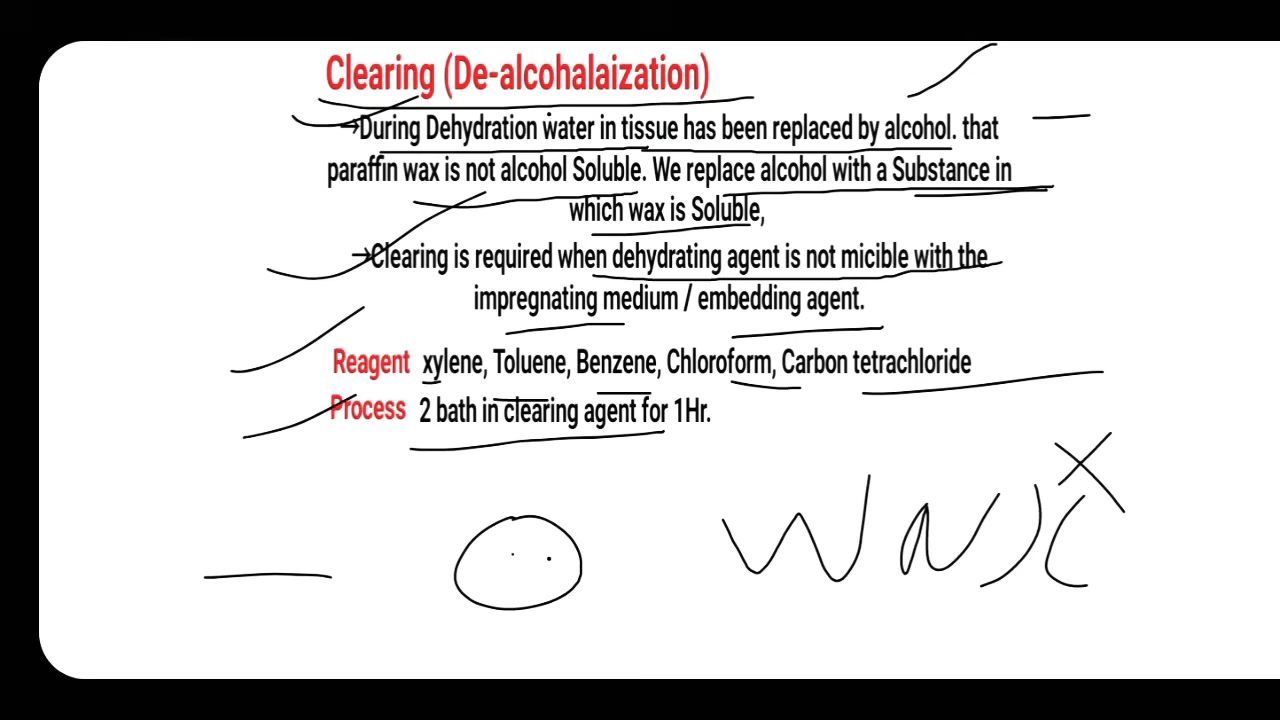 Clearing (De-alcohalaization)
→During Dehydration water in tissue has been replaced by alcohol. that
paraffin wax is not alcohol Soluble. We replace alcohol with a Substance in
which wax is Soluble,
→Clearing is required when dehydrating agent is not micible with the
impregnating medium / embedding agent.
Reagent xylene, Toluene, Benzene, Chloroform, Carbon tetrachloride
Process 2 bath in clearing agent for 1Hr.
Wax